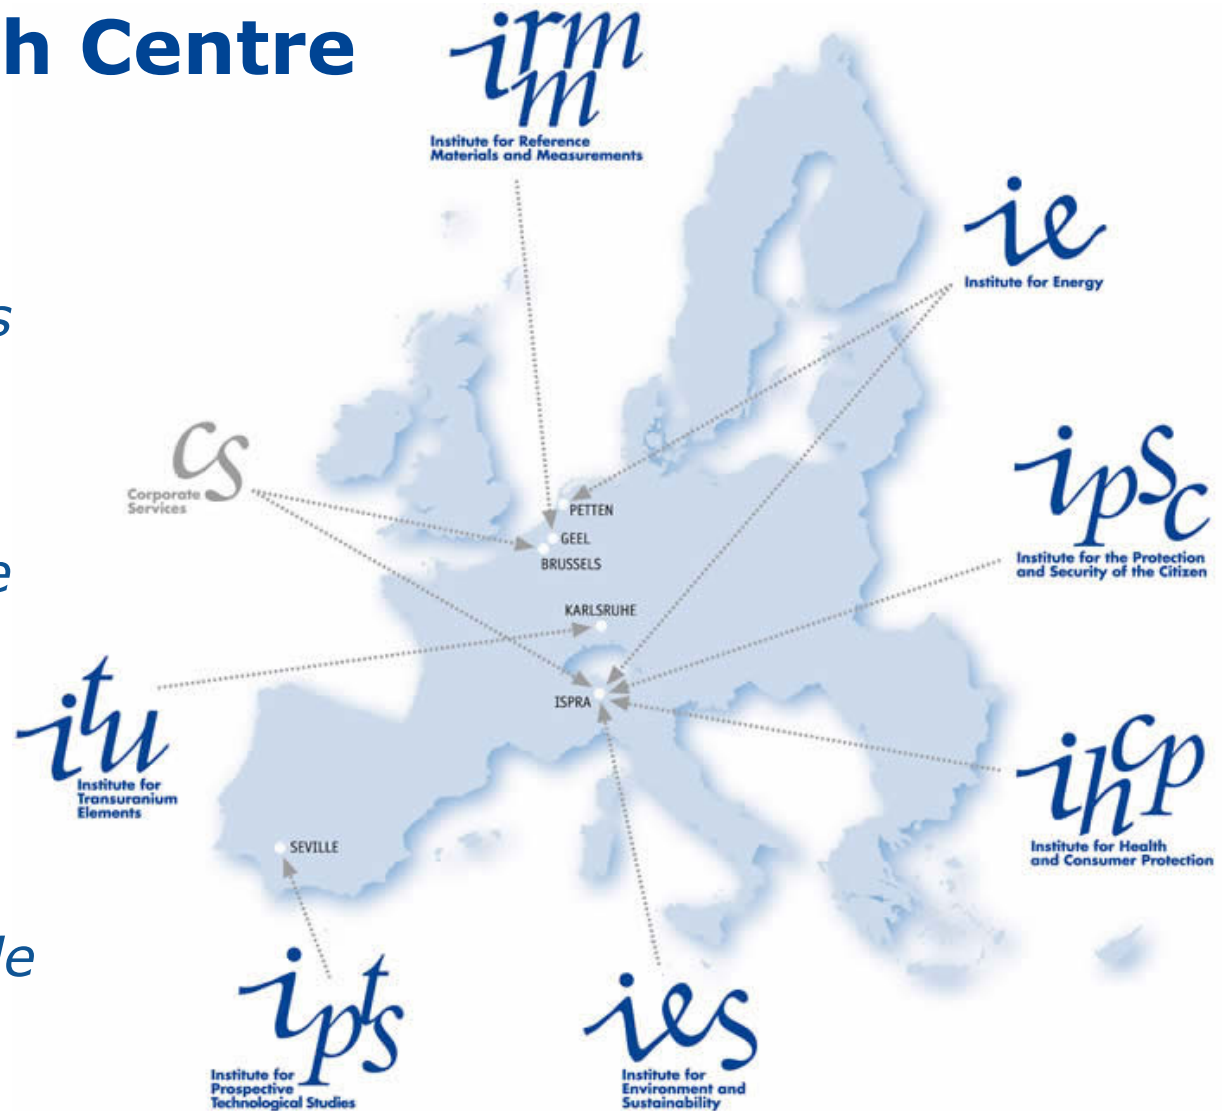 h Centre
irmm
Institute for Reference
Materials and Measurements
ie
Institute for Energy
s
cs
Corporate
Services
ipsc
Institute for the Protection
and Security of the Citizen
PETTEN
GEEL
BRUSSELS
e
KARLSRUHE
itu
Institute for
Transuranium
Elements
ISPRA
ihcp
Institute for Health
and Consumer Protection
SEVILLE
le
ipts
Institute for
Prospective
Technological Studies
ies
Institute for
Environment and
Sustainability